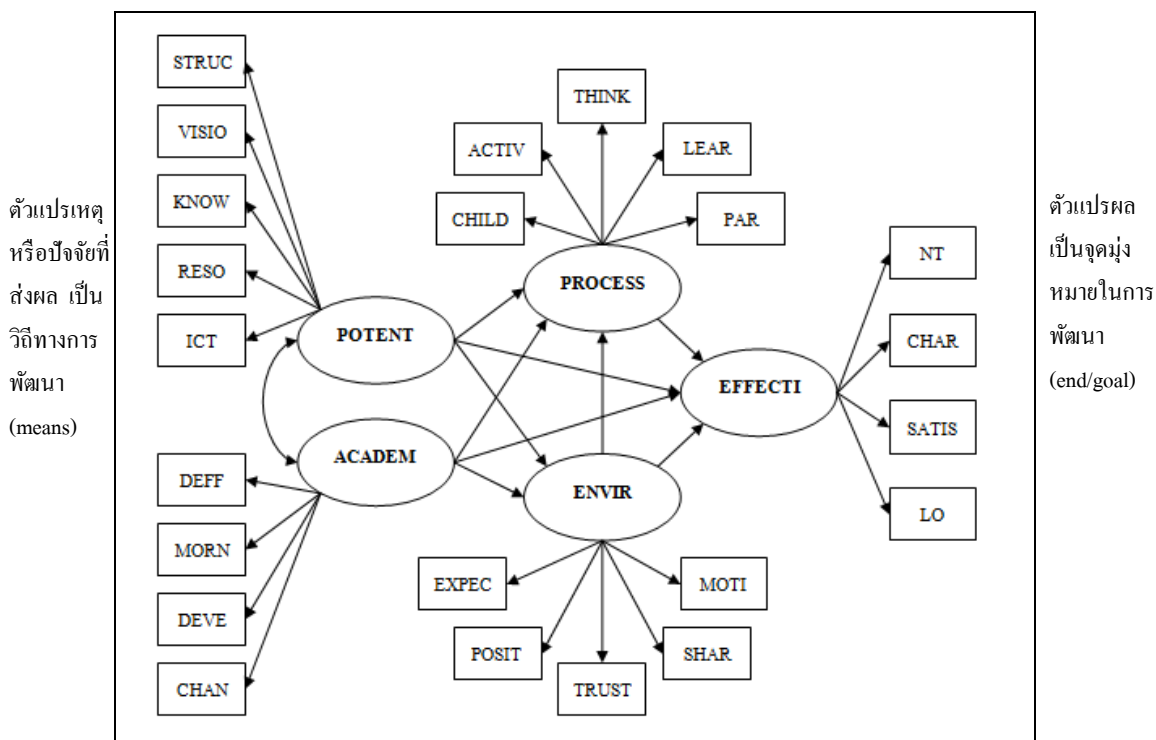 ตัวแปรเหตุ
หรือปัจจัยที่
ส่งผล เป็น
วิถีทางการ
พัฒนา
(means)
STRUC
VISIO
KNOW
RESO
ICT
DEFF
MORN
DEVE
CHAN
POTENT
ACADEM
THINK
ACTIV
LEAR
CHILD
PAR
PROCESS
ENVIR
EXPEC
MOTI
POSIT
SHAR
TRUST
EFFECTI
NT
CHAR
SATIS
LO
ตัวแปรผล
เป็นจุดมุ่ง
หมายในการ
พัฒนา
(end/goal)